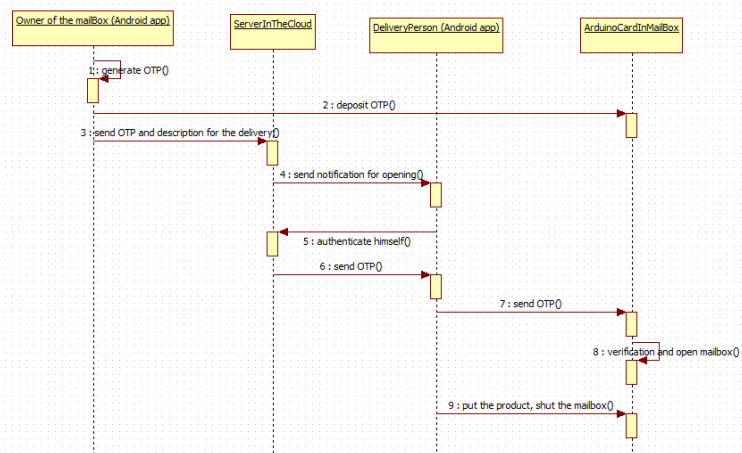 Owner of the mailBox (Android app)
ServerInTheCloud
DeliveryPerson (Android app)
ArduinoCardInMailBox
1 : generate OTP()
2 : deposit OTP()
3 : send OTP and description for the delivery()
4 : send notification for opening()
5 : authenticate himself()
6 : send OTP()
7 : send OTP()
8 : verification and open mailbox()
9 : put the product, shut the mailbox()